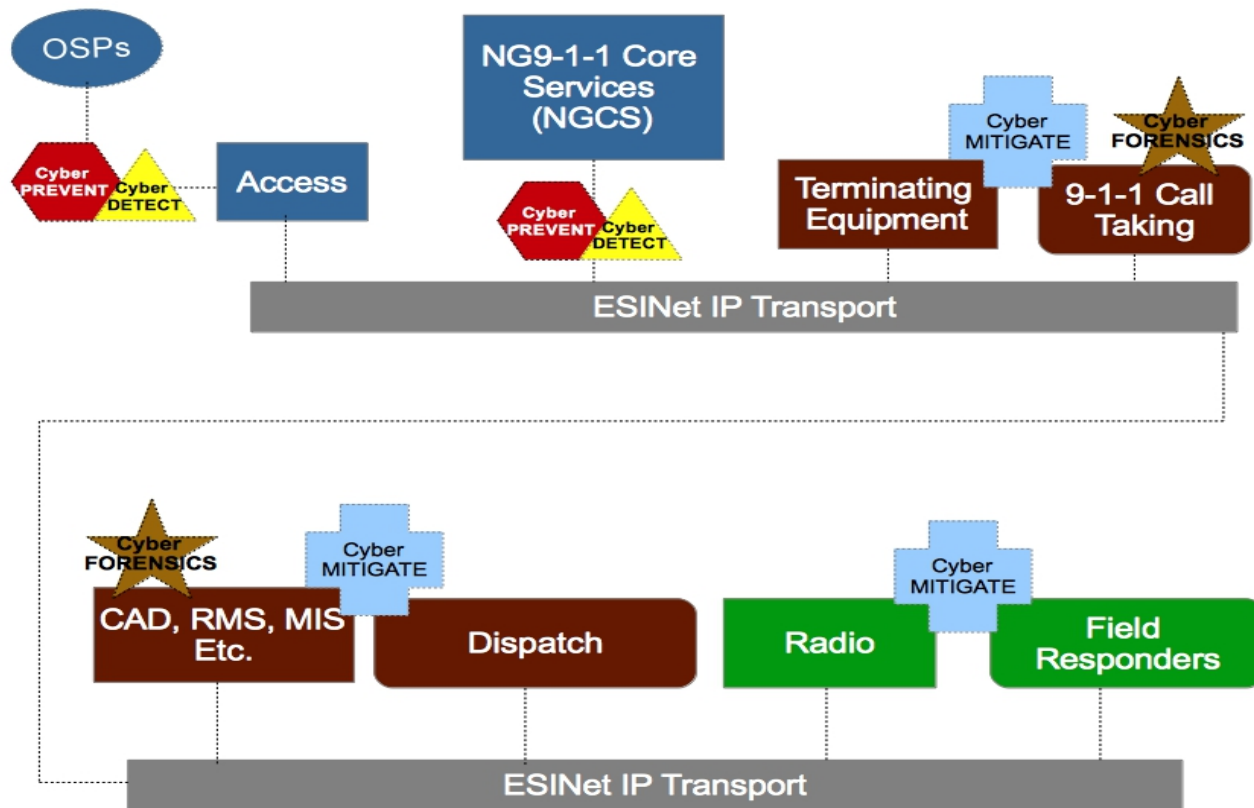 OSPs
Cyber
PREVENT
Cyber
DETECT
Access
NG9-1-1 Core
Services
(NGCS)
Cyber
PREVENT
Cyber
DETECT
Cyber
MITIGATE
Cyber
FORENSICS
Terminating
Equipment
9-1-1 Call
Taking
ESINet IP Transport
Cyber
FORENSICS
Cyber
MITIGATE
CAD, RMS, MIS
Etc.
Dispatch
Cyber
MITIGATE
Radio
Field
Responders
ESINet IP Transport